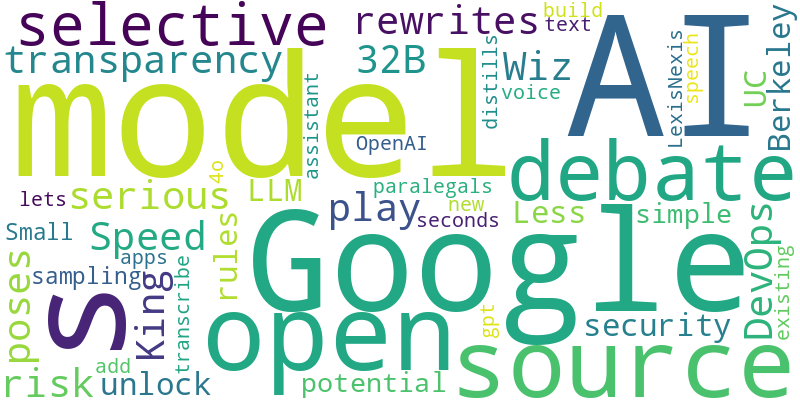 selective
rewrites
build
text
AI
Berkeley
transparency
32B
distills
Wiz
voice
LexisNexis
speech
UC
model
assistant
OpenAI
debate
lets
serious
4o
LLM
paralegals
play
new
seconds
Less
simple
Small
Speed
rules
Google
DevOps
existing
poses
sampling
apps
s
King
transcribe
open
gpt
security
source
risk
add
unlock
potential